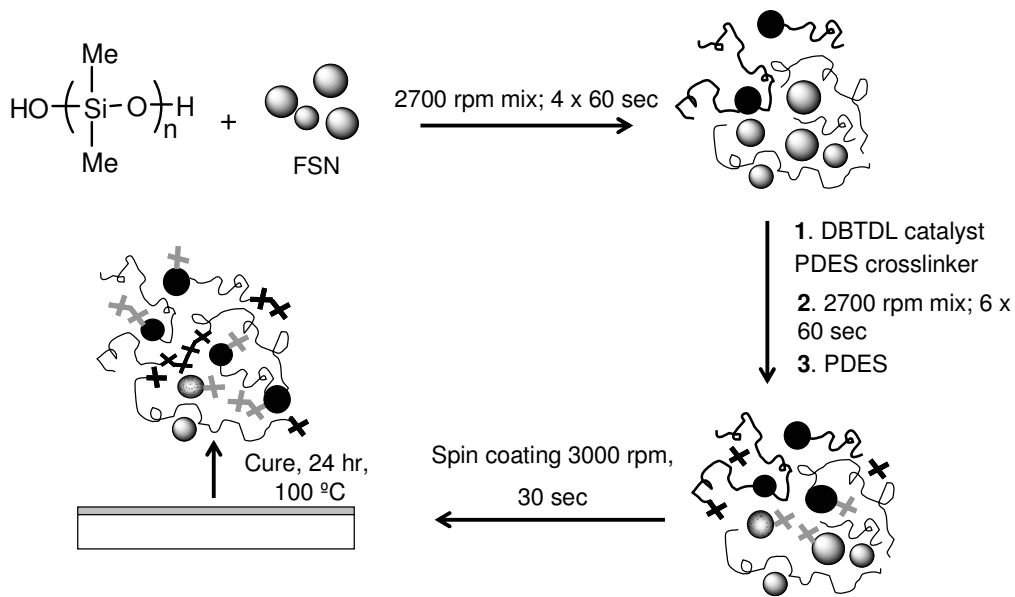 Me
HO
Si
O
H
n
Me
+
FSN
2700 rpm mix; 4 x 60 sec
1. DBTDL catalyst
PDES crosslinker
2. 2700 rpm mix; 6 x
60 sec
3. PDES
Spin coating 3000 rpm,
30 sec
Cure, 24 hr,
100 ºC